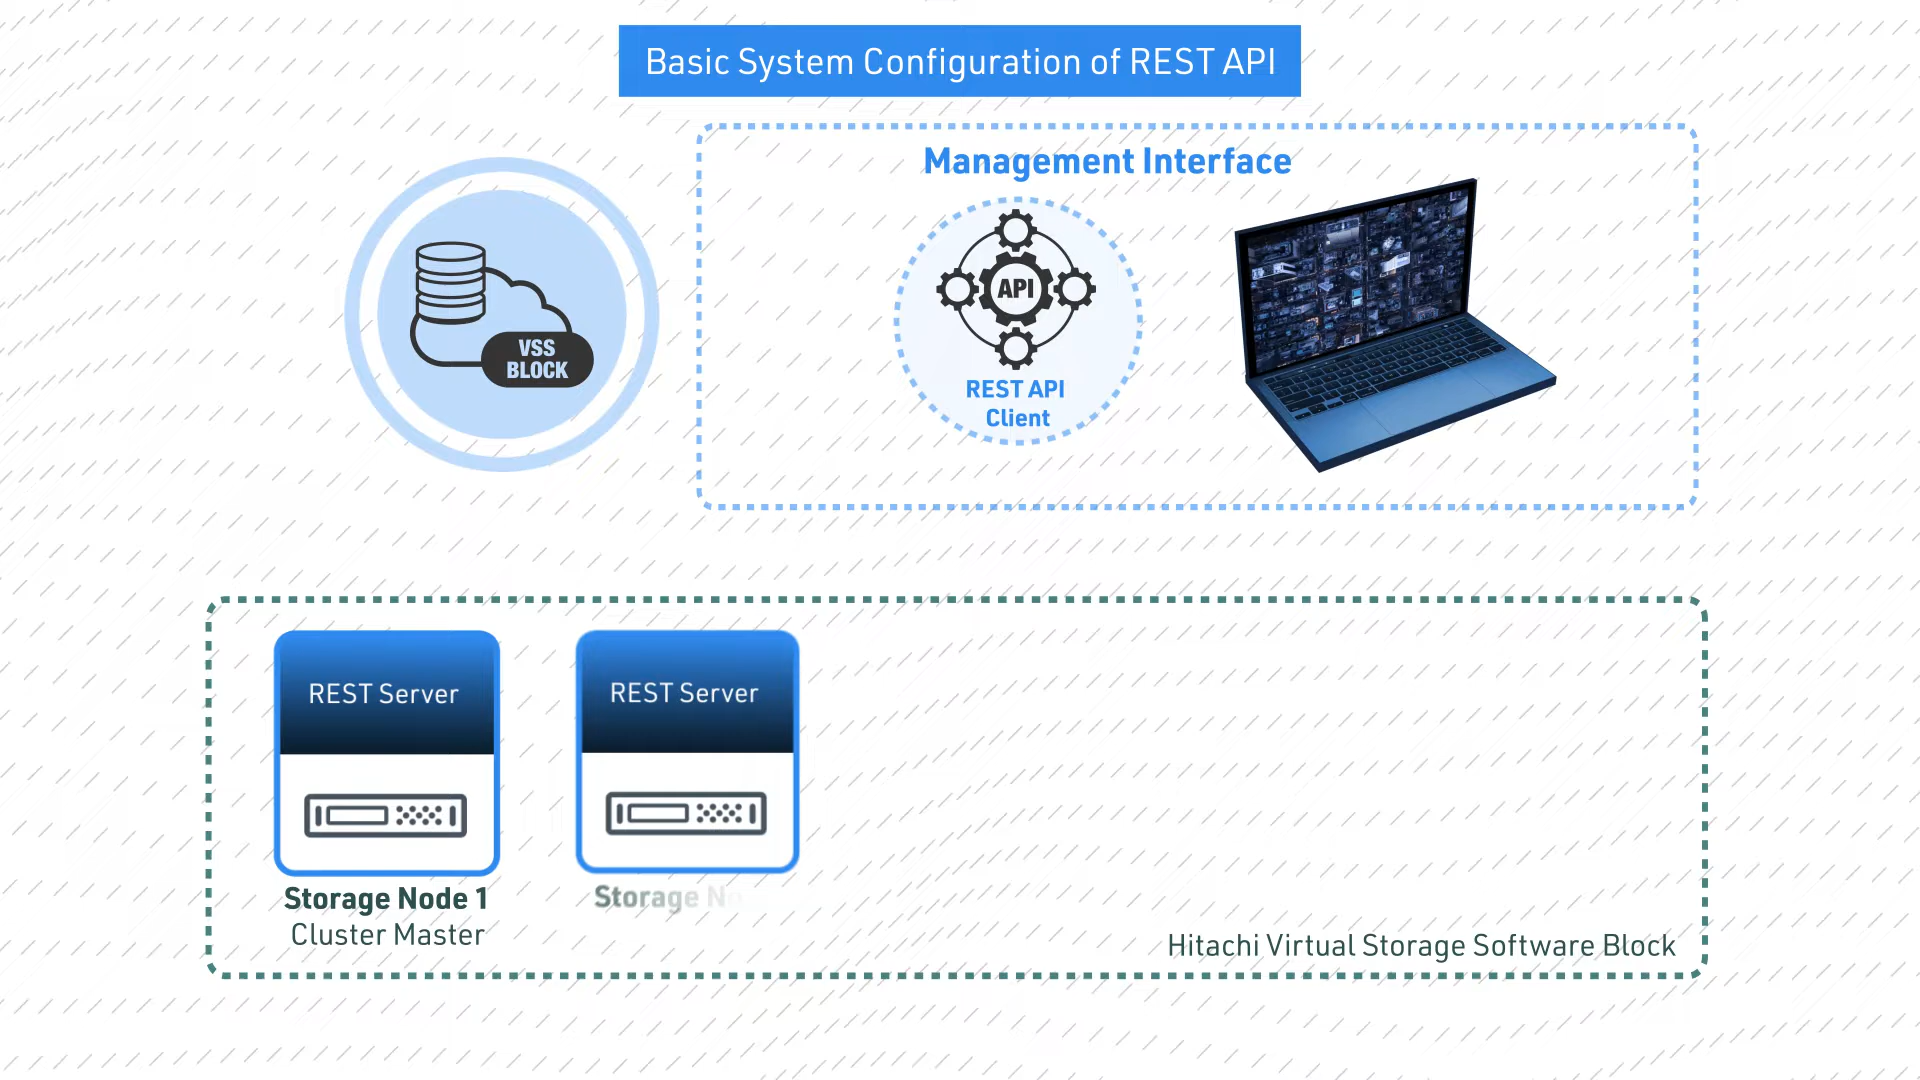 Basic System Configuration of REST API
Management Interface
VSS
BLOCK
API
REST API
Client
REST Server
REST Server
Storage Node 1
Cluster Master
Storage
Hitachi Virtual Storage Software Block